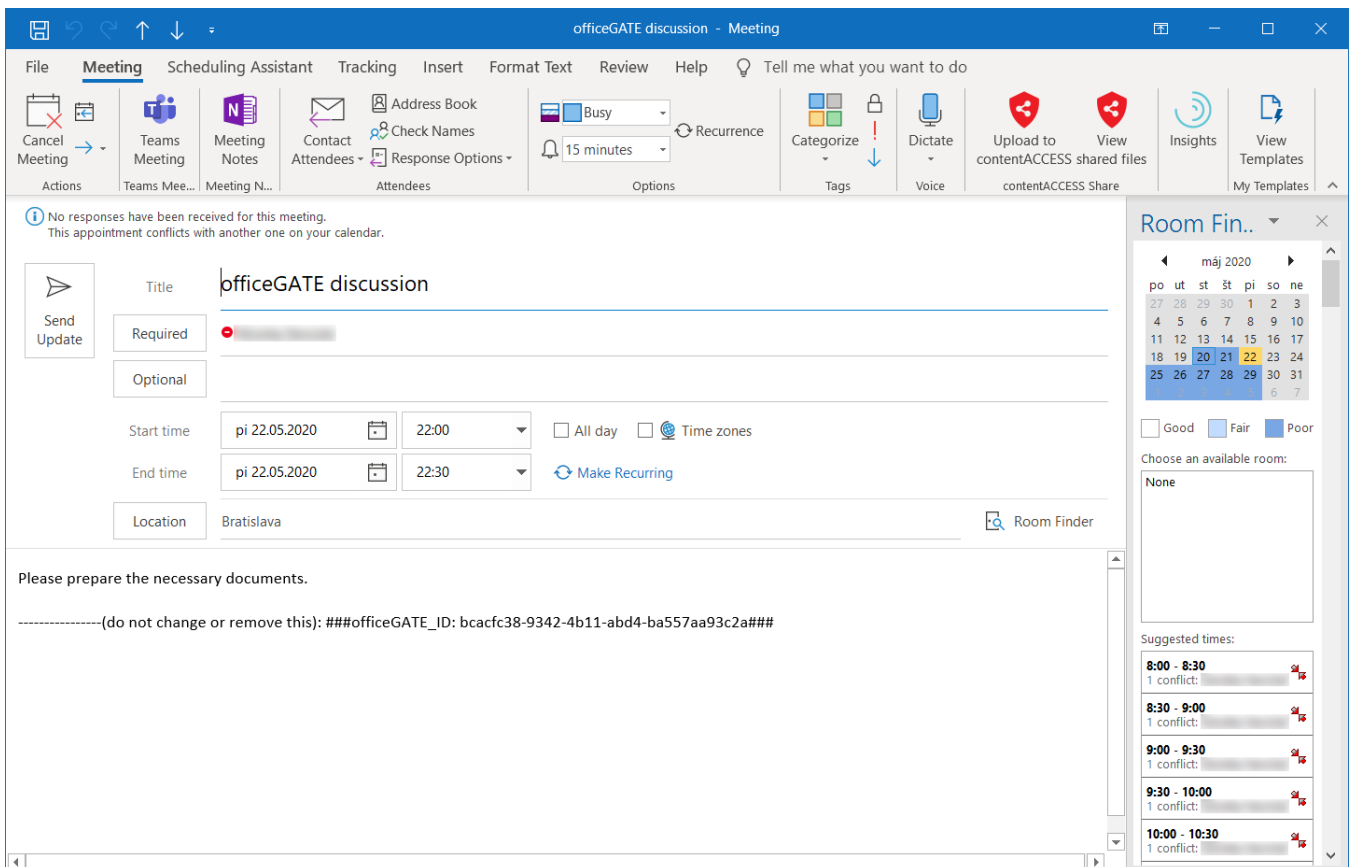 officeGATE discussion - Meeting
File Meeting Scheduling Assistant Tracking Insert Format Text Review Help Tell me what you want to do
Cancel Meeting
Actions
Teams Meeting
Teams Mee...
Meeting Notes
Meeting N...
Contact Attendees
Address Book
Check Names
Response Options
Attendees
Busy
15 minutes
Recurrence
Options
Categorize
Tags
Dictate
Voice
Upload to contentACCESS
View shared files
contentACCESS Share
Insights
View Templates
My Templates
No responses have been received for this meeting.
This appointment conflicts with another one on your calendar.
Send Update
Title officeGATE discussion
Required
Optional
Start time pi 22.05.2020 22:00 All day Time zones
End time pi 22.05.2020 22:30 Make Recurring
Location Bratislava Room Finder
Please prepare the necessary documents.
----------------(do not change or remove this): ###officeGATE_ID: bcacfc38-9342-4b11-abd4-ba557aa93c2a###
Room Fin..
máj 2020
po ut st št pi so ne
27 28 29 30 1 2 3
4 5 6 7 8 9 10
11 12 13 14 15 16 17
18 19 20 21 22 23 24
25 26 27 28 29 30 31
1 2 3 4 5 6 7
Good Fair Poor
Choose an available room:
None
Suggested times:
8:00 - 8:30
1 conflict:
8:30 - 9:00
1 conflict:
9:00 - 9:30
1 conflict:
9:30 - 10:00
1 conflict:
10:00 - 10:30
1 conflict: